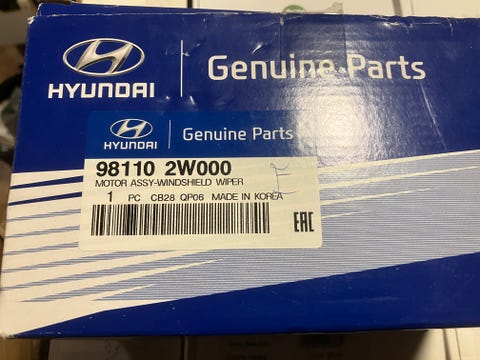 HYUNDAI
Genuine Parts
HYUNDAI
Genuine Parts
98110 2W000
MOTOR ASSY-WINDSHIELD WIPER
1 PC CB28 QP06 MADE IN KOREA
EAC